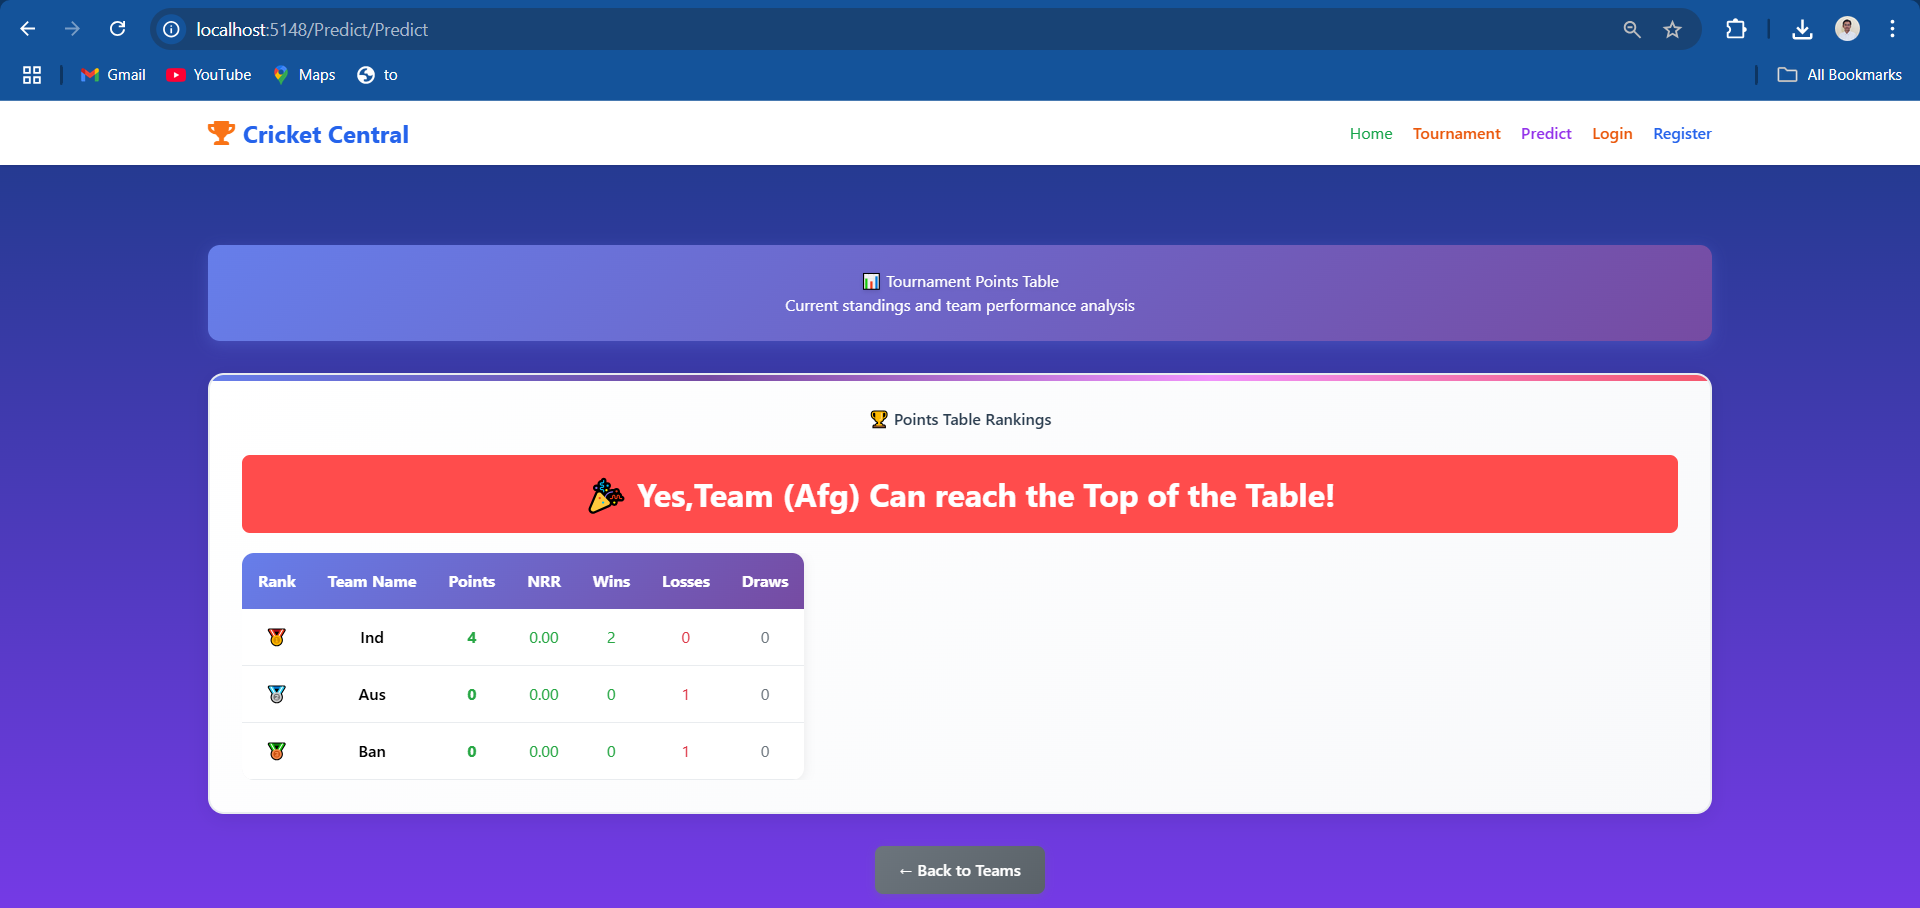 localhost:5148/Predict/Predict
Gmail YouTube Maps to All Bookmarks
Cricket Central Home Tournament Predict Login Register
📊 Tournament Points Table
Current standings and team performance analysis
🏆 Points Table Rankings
🎉 Yes,Team (Afg) Can reach the Top of the Table!
Rank Team Name Points NRR Wins Losses Draws
🥇 Ind 4 0.00 2 0 0
🥈 Aus 0 0.00 0 1 0
🥉 Ban 0 0.00 0 1 0
← Back to Teams